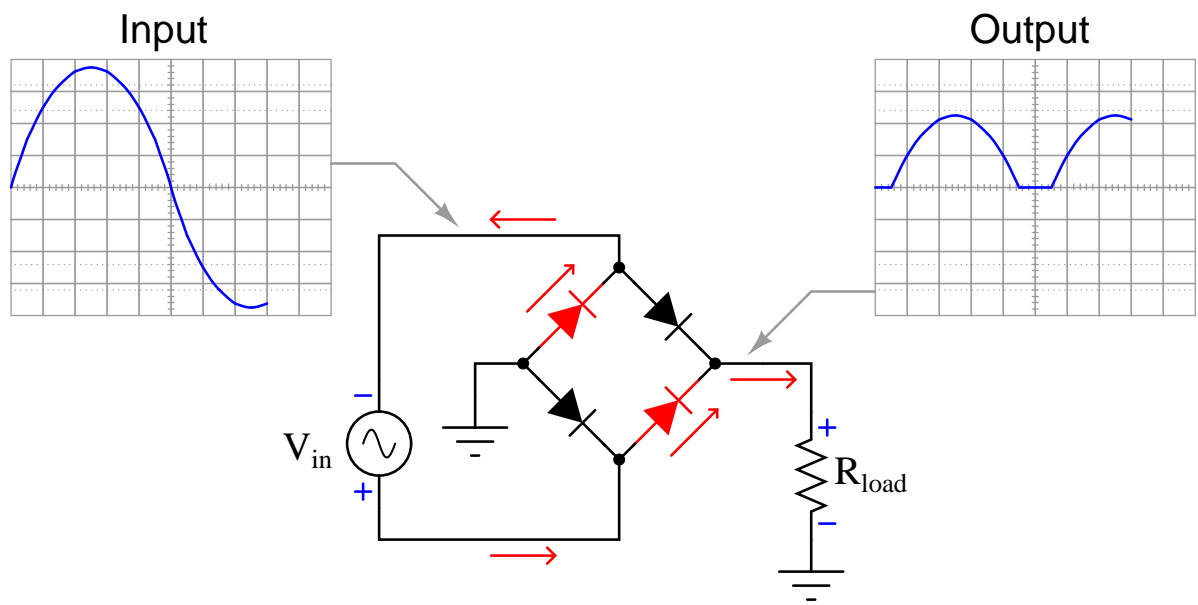 Input
Output
−
V_in
+
+
R_load
−